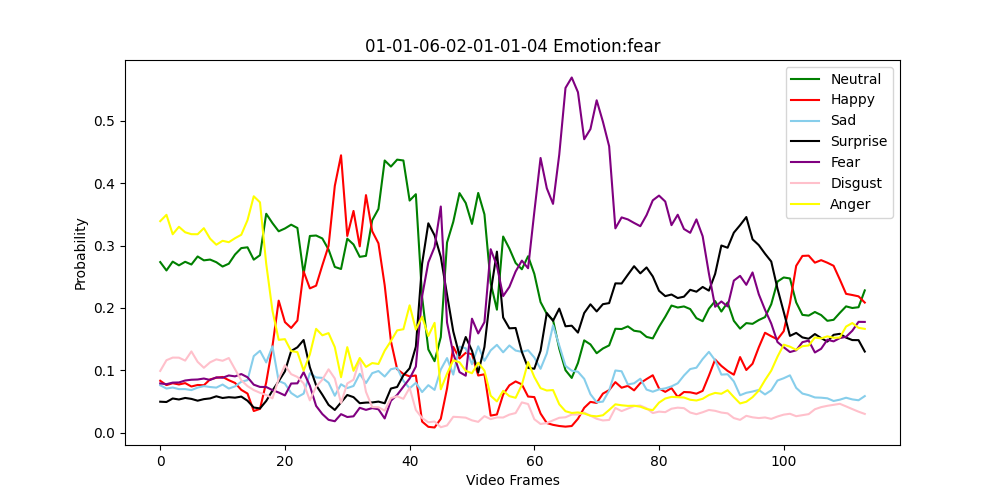 01-01-06-02-01-01-04 Emotion:fear
Probability
0.5
0.4
0.3
0.2
0.1
0.0
0 20 40 60 80 100
Video Frames
Neutral
Happy
Sad
Surprise
Fear
Disgust
Anger